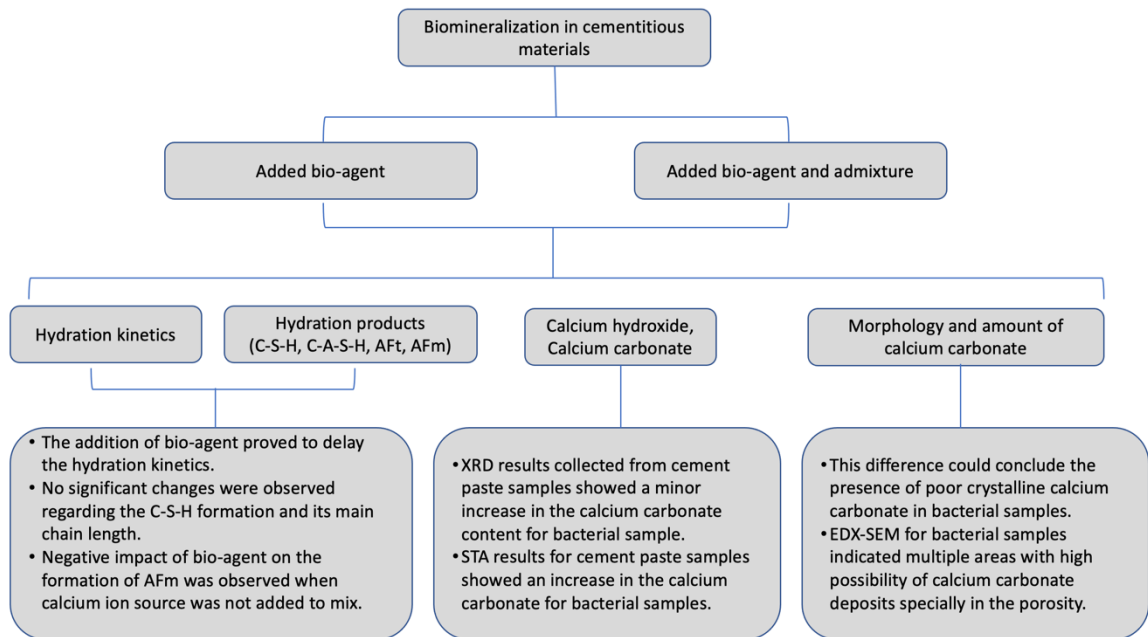 Biomineralization in cementitious
materials
Added bio-agent
Added bio-agent and admixture
Hydration kinetics
Hydration products
(C-S-H, C-A-S-H, AFt, AFm)
Calcium hydroxide,
Calcium carbonate
Morphology and amount of
calcium carbonate
• The addition of bio-agent proved to delay
the hydration kinetics.
• No significant changes were observed
regarding the C-S-H formation and its main
chain length.
• Negative impact of bio-agent on the
formation of AFm was observed when
calcium ion source was not added to mix.
•XRD results collected from cement
paste samples showed a minor
increase in the calcium carbonate
content for bacterial sample.
•STA results for cement paste samples
showed an increase in the calcium
carbonate for bacterial samples.
•This difference could conclude the
presence of poor crystalline calcium
carbonate in bacterial samples.
•EDX-SEM for bacterial samples
indicated multiple areas with high
possibility of calcium carbonate
deposits specially in the porosity.